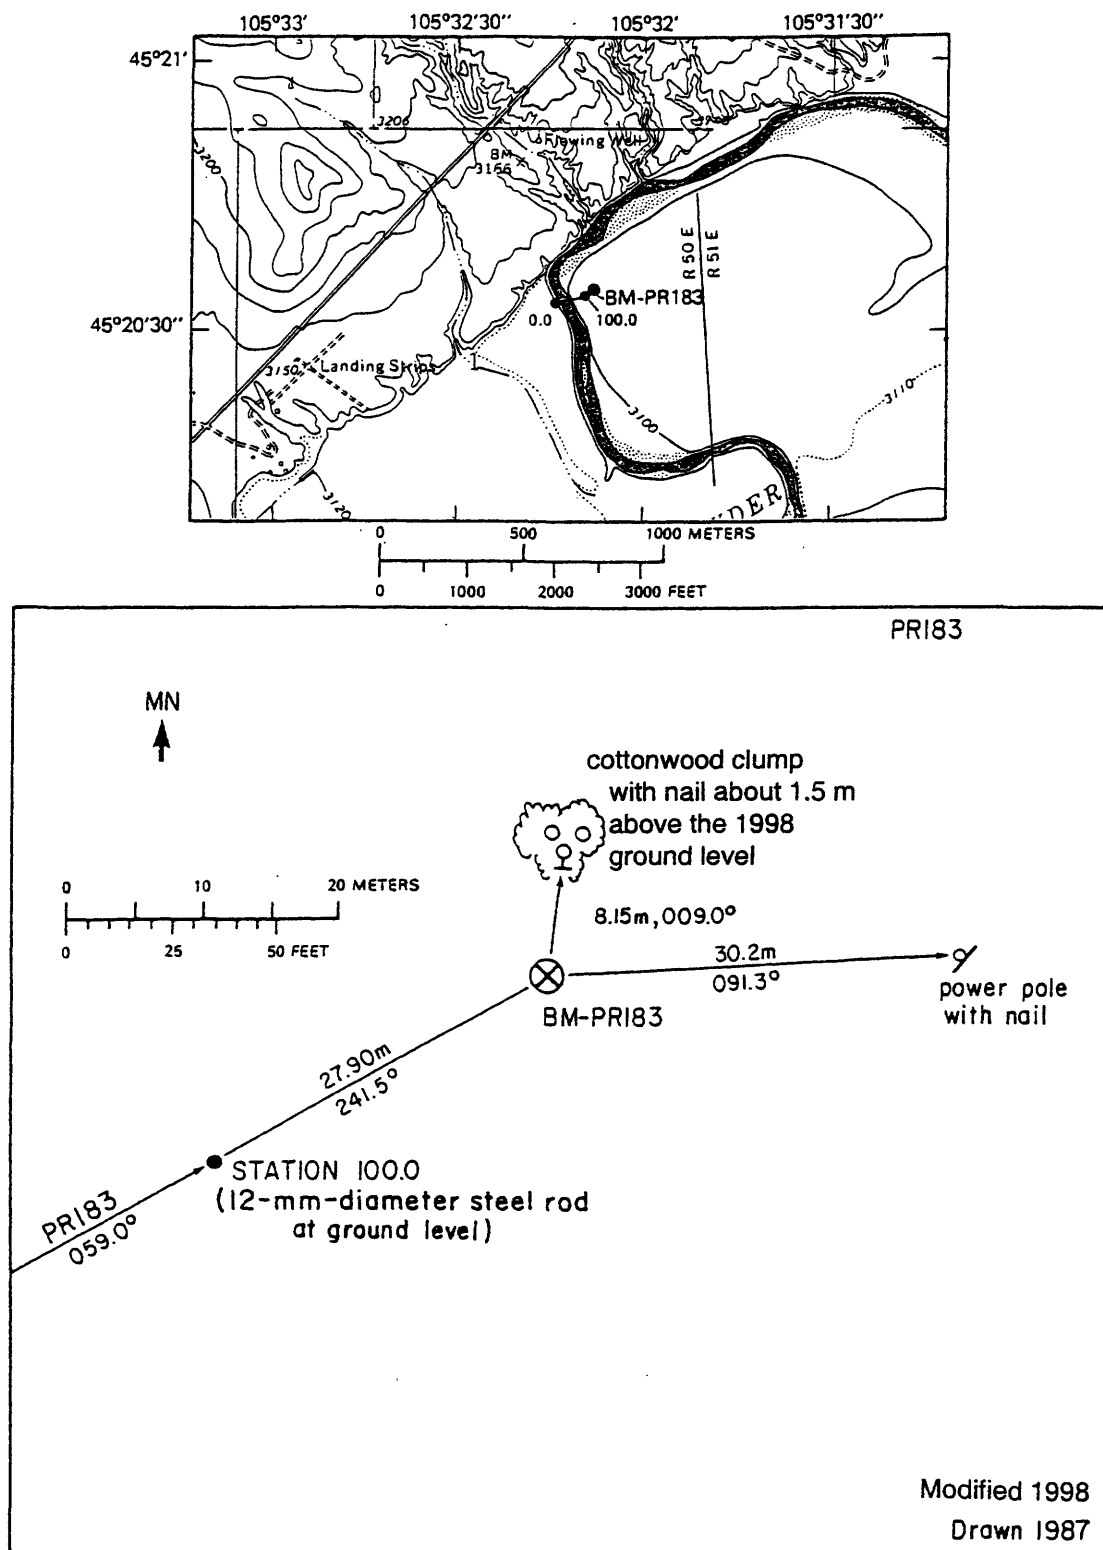 105°33′ 105°32′30″ 105°32′ 105°31′30″
45°21′
3206
3200
Flowing Well
BM
3166
R 50 E
R 51 E
BM-PR183
0.0 100.0
45°20′30″
3150
Landing Strips
3110
3100
3120
0 500 1000 METERS
0 1000 2000 3000 FEET
PR183
MN
cottonwood clump
with nail about 1.5 m
above the 1998
ground level
0 10 20 METERS
0 25 50 FEET
8.15m,009.0°
30.2m
091.3°
power pole
with nail
BM-PR183
27.90m
241.5°
STATION 100.0
(12-mm-diameter steel rod
at ground level)
PR183
059.0°
Modified 1998
Drawn 1987